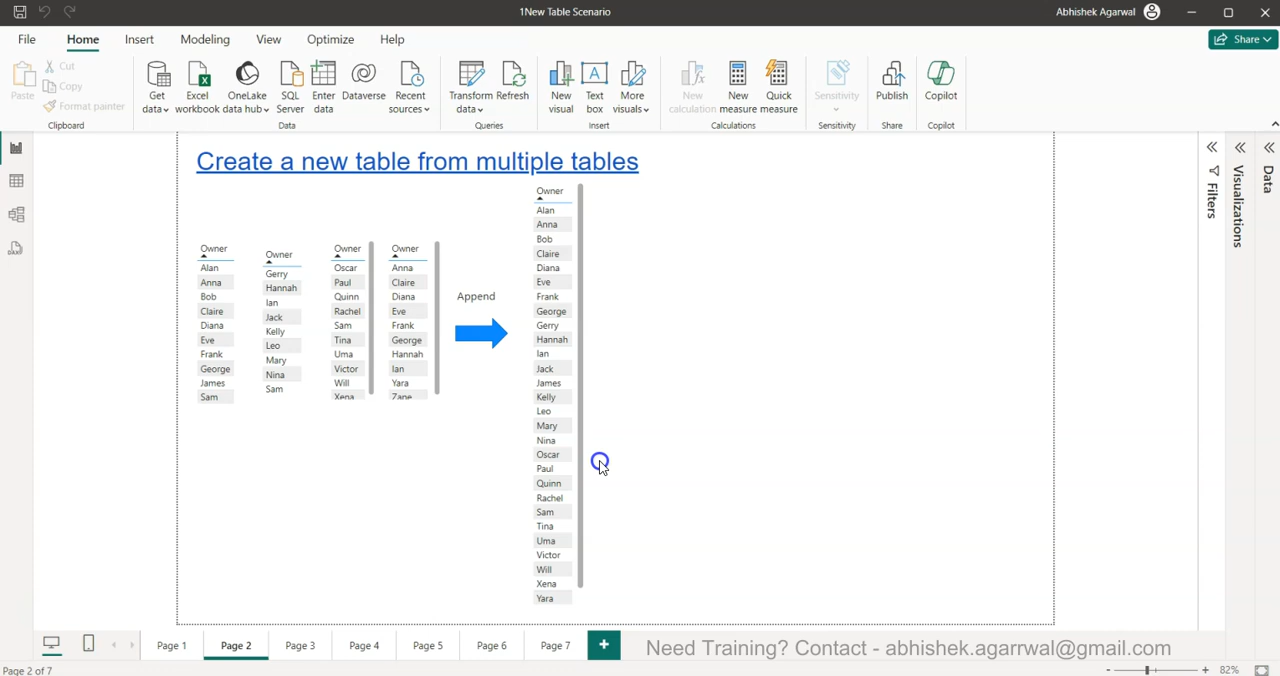 1New Table Scenario
Abhishek Agarwal
File Home Insert Modeling View Optimize Help
Share
Paste
Cut
Copy
Format painter
Clipboard
Get data
Excel workbook
OneLake data hub
SQL Server
Enter data
Dataverse
Recent sources
Data
Transform data
Refresh
Queries
New visual
Text box
More visuals
Insert
New calculation
New measure
Quick measure
Calculations
Sensitivity
Sensitivity
Publish
Share
Copilot
Copilot
Create a new table from multiple tables
Owner
Alan
Anna
Bob
Claire
Diana
Eve
Frank
George
James
Sam
Owner
Gerry
Hannah
Ian
Jack
Kelly
Leo
Mary
Nina
Sam
Owner
Oscar
Paul
Quinn
Rachel
Sam
Tina
Uma
Victor
Will
Xena
Owner
Anna
Claire
Diana
Eve
Frank
George
Hannah
Ian
Yara
Zane
Append
Owner
Alan
Anna
Bob
Claire
Diana
Eve
Frank
George
Gerry
Hannah
Ian
Jack
James
Kelly
Leo
Mary
Nina
Oscar
Paul
Quinn
Rachel
Sam
Tina
Uma
Victor
Will
Xena
Yara
Filters
Visualizations
Data
Page 1 Page 2 Page 3 Page 4 Page 5 Page 6 Page 7 +
Need Training? Contact - abhishek.agarrwal@gmail.com
Page 2 of 7
- + 82%